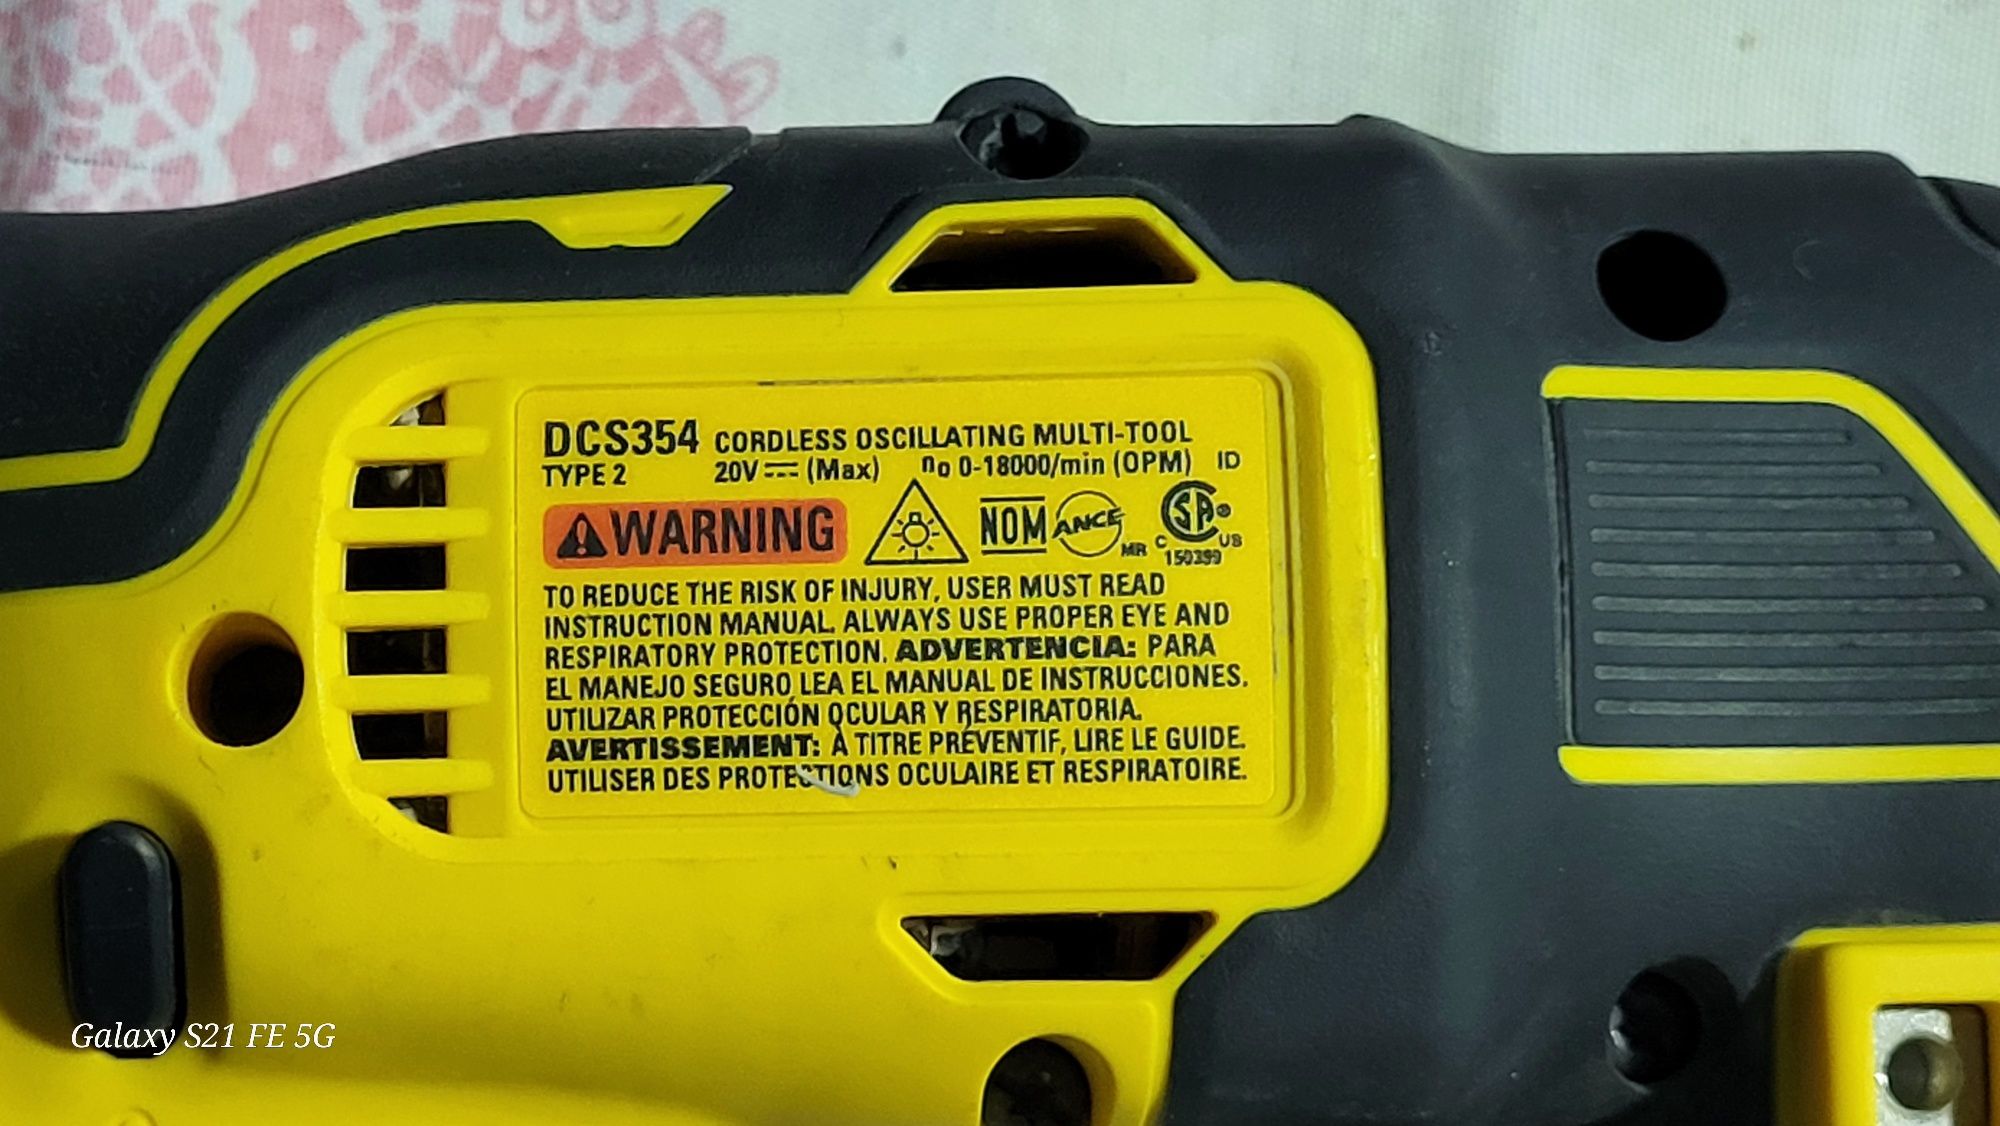 DCS354 CORDLESS OSCILLATING MULTI-TOOL
TYPE 2 20V ⎓ (Max) no 0-18000/min (OPM) ID
WARNING NOM ANCE MR C SA ® C US
150399
TO REDUCE THE RISK OF INJURY, USER MUST READ
INSTRUCTION MANUAL. ALWAYS USE PROPER EYE AND
RESPIRATORY PROTECTION. ADVERTENCIA: PARA
EL MANEJO SEGURO, LEA EL MANUAL DE INSTRUCCIONES.
UTILIZAR PROTECCIÓN OCULAR Y RESPIRATORIA.
AVERTISSEMENT: À TITRE PRÉVENTIF, LIRE LE GUIDE.
UTILISER DES PROTECTIONS OCULAIRE ET RESPIRATOIRE.
Galaxy S21 FE 5G